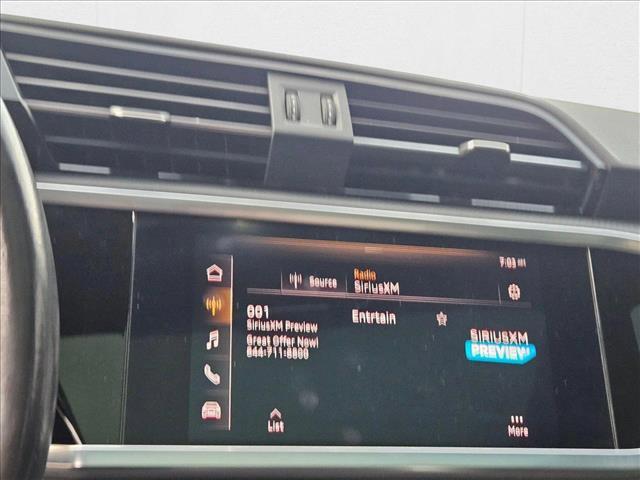 7:03 AM
Source
Radio
SiriusXM
001
Entrtain
SiriusXM Preview
Great Offer Now!
844-711-8800
SIRIUSXM
PREVIEW
List
More